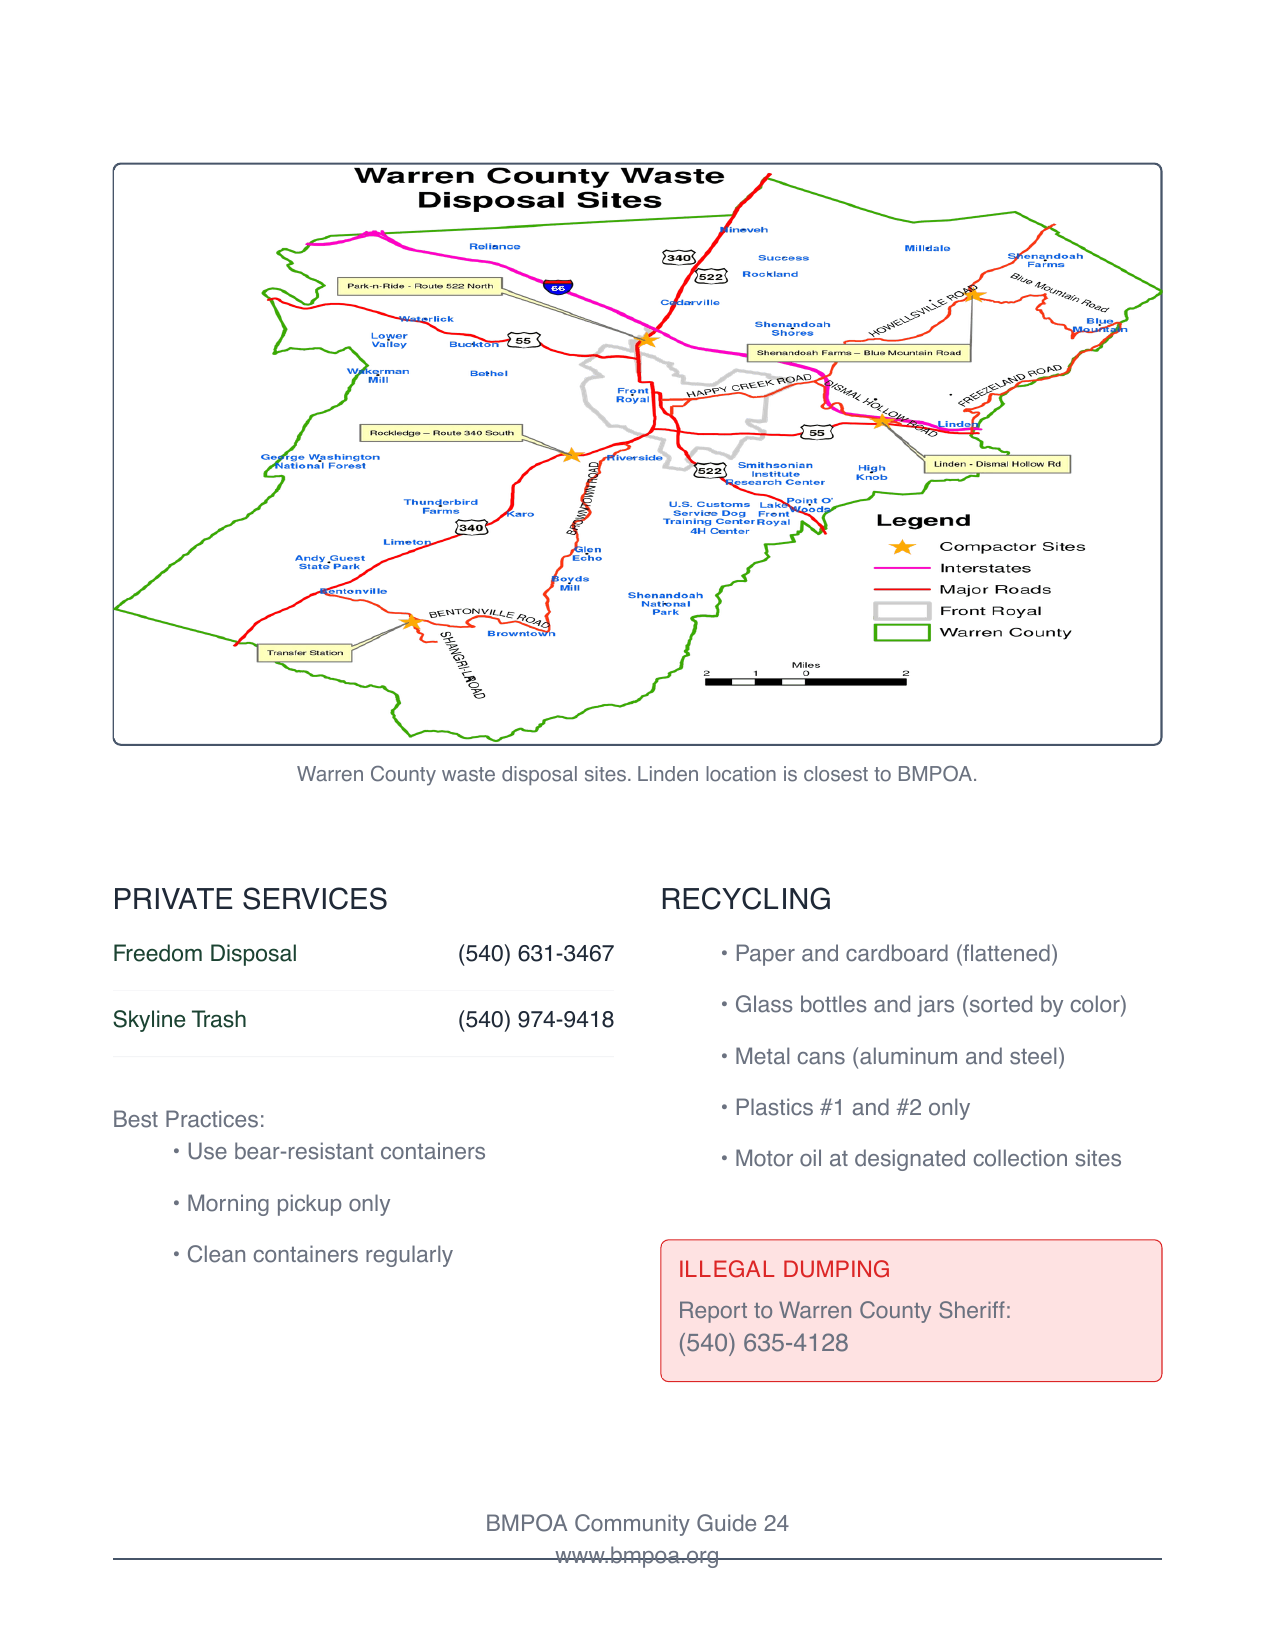 Warren County Waste
Disposal Sites
Nineveh
Reliance
Milldale
340
Success
Shenandoah
Farms
522
Rockland
Park-n-Ride - Route 522 North
66
Blue Mountain Road
Cedarville
HOWELLSVILLE ROAD
Waterlick
Shenandoah
Shores
Blue
Mountain
Lower
Valley
Buckton
55
Shenandoah Farms – Blue Mountain Road
Wakerman
Mill
Bethel
FREEZELAND ROAD
HAPPY CREEK ROAD
DISMAL HOLLOW ROAD
Front
Royal
Linden
Rockledge – Route 340 South
55
George Washington
National Forest
Riverside
522
Smithsonian
Institute
Research Center
High
Knob
Linden - Dismal Hollow Rd
BROWNTOWN ROAD
Thunderbird
Farms
Karo
U.S. Customs
Service Dog
Training Center
4H Center
Lake
Front
Royal
Point O'
Woods
340
Limeton
Glen
Echo
Andy Guest
State Park
Boyds
Mill
Bentonville
Shenandoah
National
Park
BENTONVILLE ROAD
Browntown
Transfer Station
SHANGRI-LA ROAD
Legend
Compactor Sites
Interstates
Major Roads
Front Royal
Warren County
Miles
2 1 0 2
Warren County waste disposal sites. Linden location is closest to BMPOA.
PRIVATE SERVICES
Freedom Disposal (540) 631-3467
Skyline Trash (540) 974-9418
Best Practices:
• Use bear-resistant containers
• Morning pickup only
• Clean containers regularly
RECYCLING
• Paper and cardboard (flattened)
• Glass bottles and jars (sorted by color)
• Metal cans (aluminum and steel)
• Plastics #1 and #2 only
• Motor oil at designated collection sites
ILLEGAL DUMPING
Report to Warren County Sheriff:
(540) 635-4128
BMPOA Community Guide 24
www.bmpoa.org